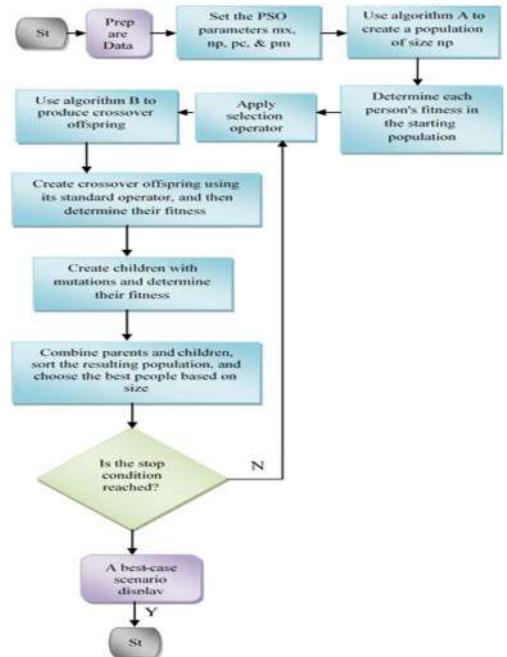 St
Prep
are
Data
Set the PSO
parameters mx,
np, pc, & pm
Use algorithm A to
create a population
of size np
Determine each
person's fitness in
the starting
population
Apply
selection
operator
Use algorithm B to
produce crossover
offspring
Create crossover offspring using
its standard operator, and then
determine their fitness
Create children with
mutations and determine
their fitness
Combine parents and children,
sort the resulting population, and
choose the best people based on
size
Is the stop
condition
reached?
N
A best-case
scenario
display
Y
St